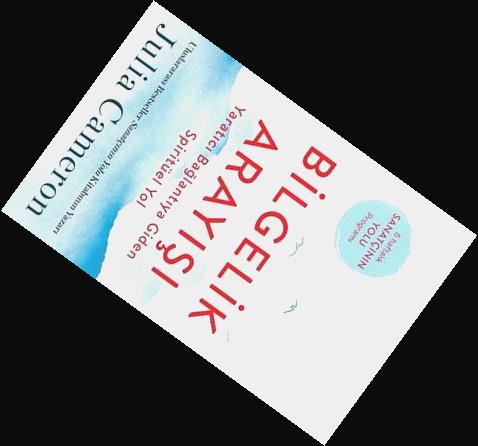 6 haftalık
SANATÇININ
YOLU
Programı
BİLGELİK
ARAYIŞI
Yaratıcı Bağlantıya Giden
Spiritüel Yol
Uluslararası Bestseller Sanatçının Yolu Kitabının Yazarı
Julia Cameron